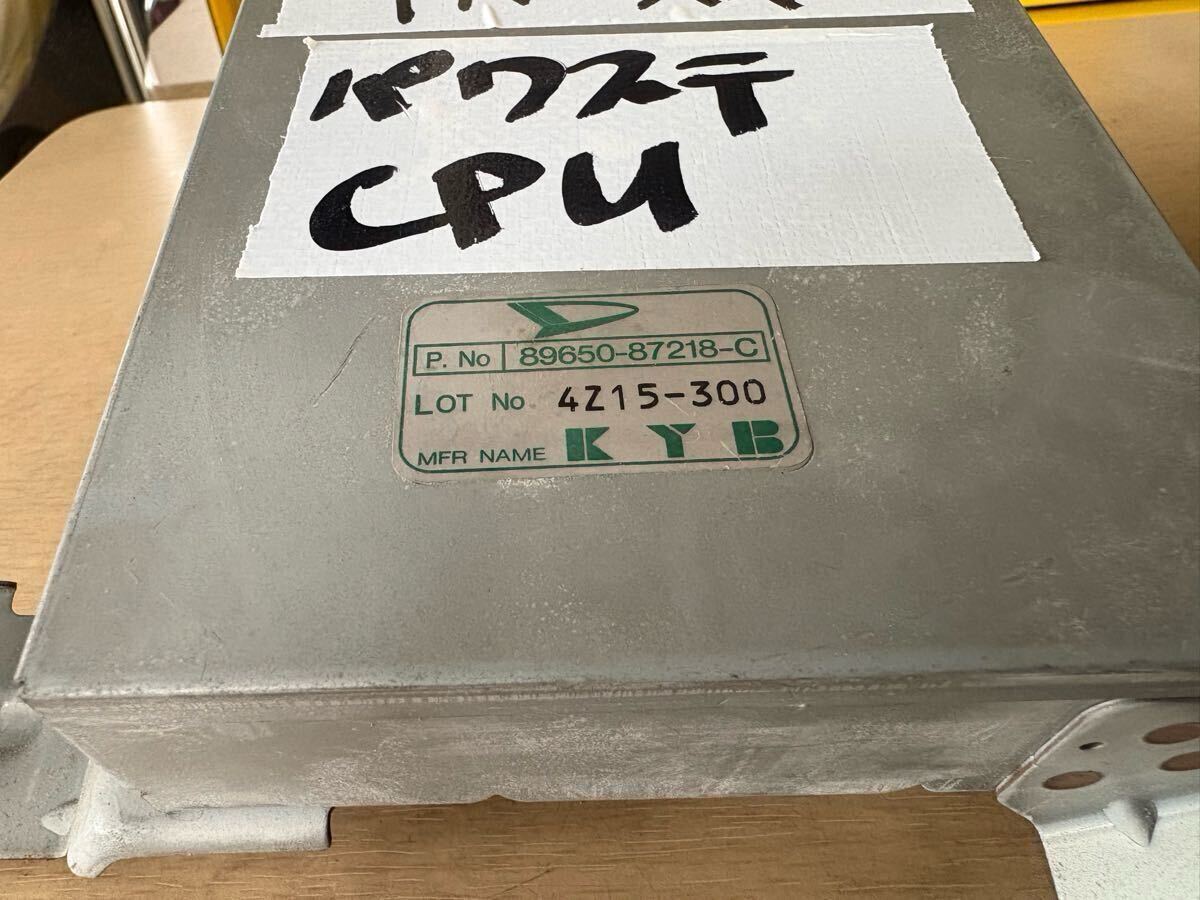 パワステ
CPU
P. No 89650-87218-C
LOT No 4Z15-300
MFR NAME KYB